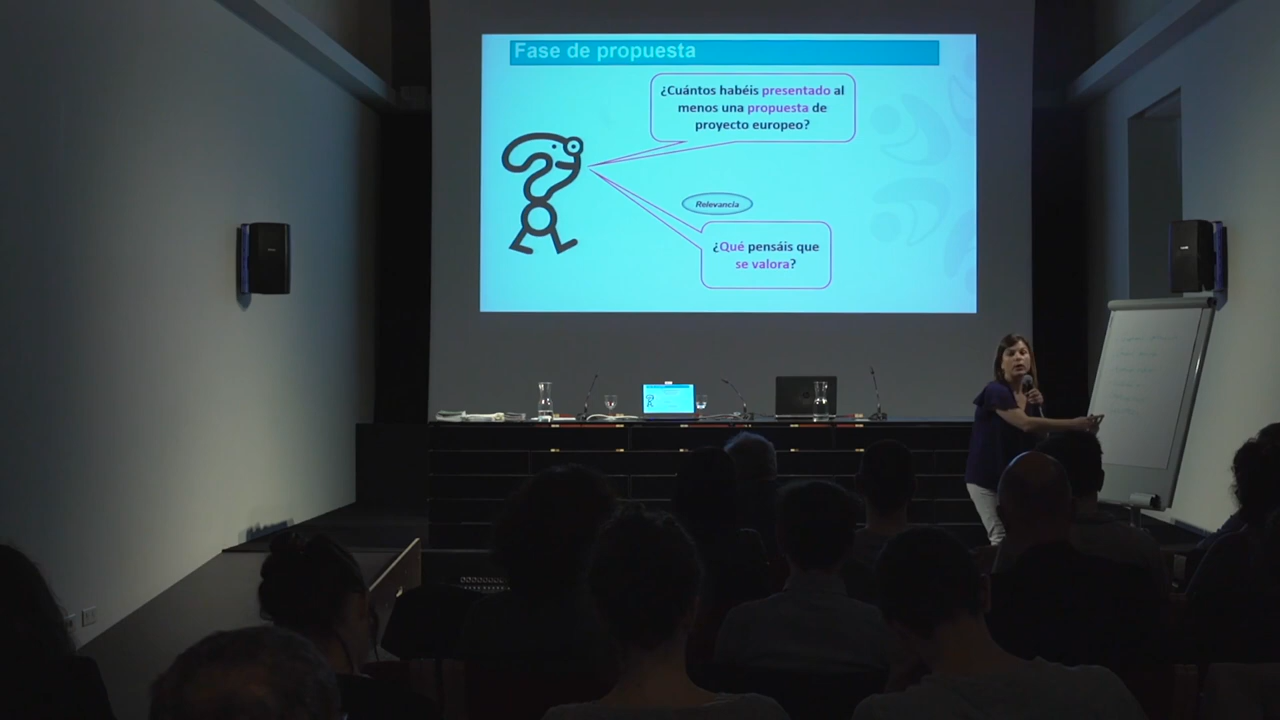 Fase de propuesta
¿Cuántos habéis presentado al
menos una propuesta de
proyecto europeo?
Relevancia
¿Qué pensáis que
se valora?